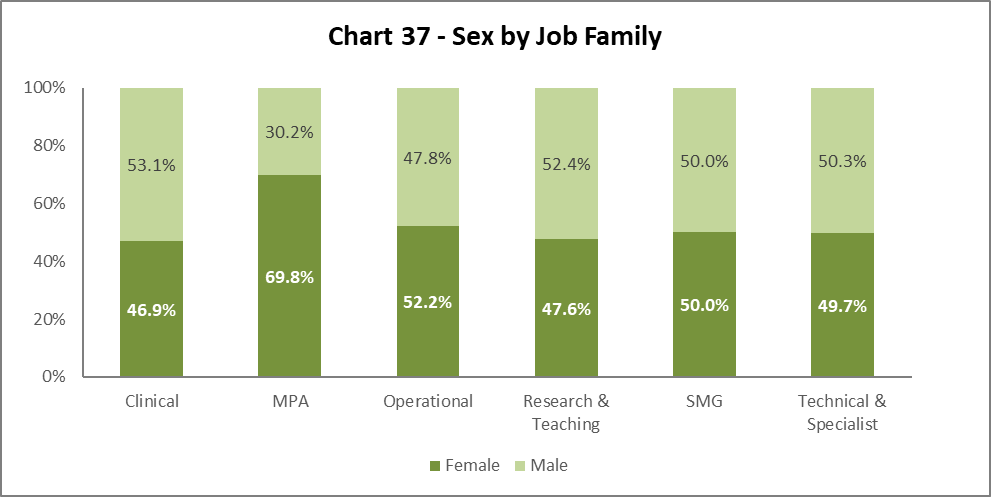 Chart 37 - Sex by Job Family
100%
80%
60%
40%
20%
0%
53.1%
30.2%
47.8%
52.4%
50.0%
50.3%
46.9%
69.8%
52.2%
47.6%
50.0%
49.7%
Clinical
MPA
Operational
Research &
Teaching
SMG
Technical &
Specialist
Female
Male